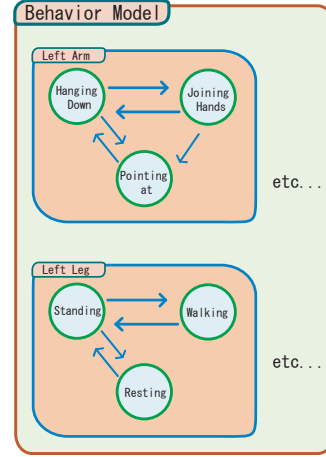 Behavior Model
Left Arm
Hanging
Down
Joining
Hands
Pointing
at
etc...
Left Leg
Standing
Walking
Resting
etc...